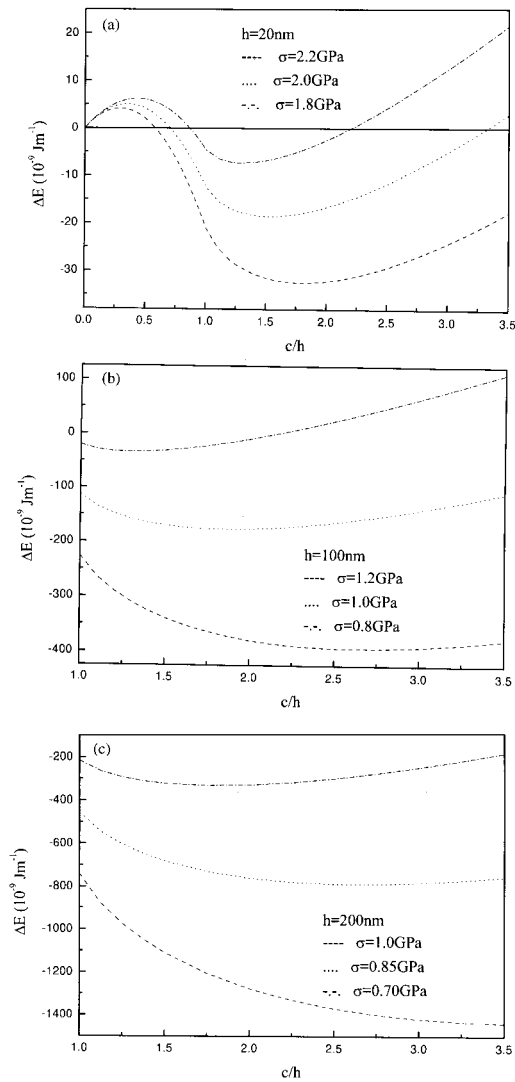 (a)
h=20nm
σ=2.2GPa
σ=2.0GPa
σ=1.8GPa
20
10
0
-10
-20
-30
ΔE (10⁻⁹ Jm⁻¹)
0.0 0.5 1.0 1.5 2.0 2.5 3.0 3.5
c/h
(b)
100
0
-100
-200
-300
-400
ΔE (10⁻⁹ Jm⁻¹)
h=100nm
σ=1.2GPa
σ=1.0GPa
σ=0.8GPa
1.0 1.5 2.0 2.5 3.0 3.5
c/h
(c)
-200
-400
-600
-800
-1000
-1200
-1400
ΔE (10⁻⁹ Jm⁻¹)
h=200nm
σ=1.0GPa
σ=0.85GPa
σ=0.70GPa
1.0 1.5 2.0 2.5 3.0 3.5
c/h